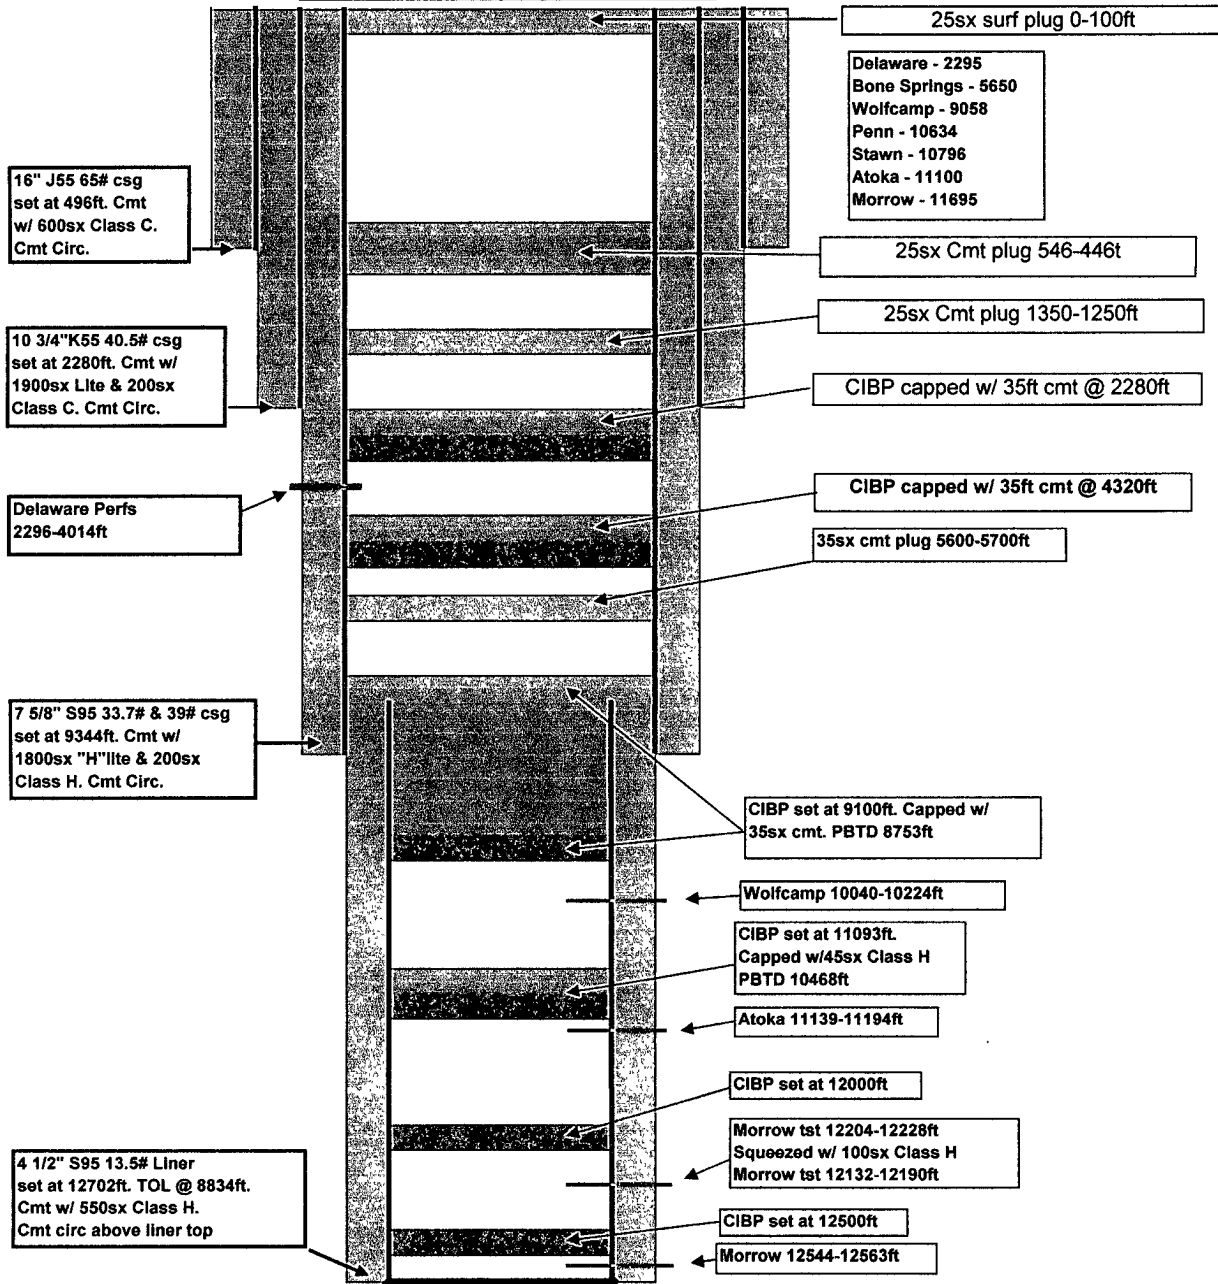 25sx surf plug 0-100ft
Delaware - 2295
Bone Springs - 5650
Wolfcamp - 9058
Penn - 10634
Stawn - 10796
Atoka - 11100
Morrow - 11695
16" J55 65# csg
set at 496ft. Cmt
w/ 600sx Class C.
Cmt Circ.
25sx Cmt plug 546-446t
25sx Cmt plug 1350-1250ft
10 3/4"K55 40.5# csg
set at 2280ft. Cmt w/
1900sx Lite & 200sx
Class C. Cmt Circ.
CIBP capped w/ 35ft cmt @ 2280ft
CIBP capped w/ 35ft cmt @ 4320ft
Delaware Perfs
2296-4014ft
35sx cmt plug 5600-5700ft
7 5/8" S95 33.7# & 39# csg
set at 9344ft. Cmt w/
1800sx "H"lite & 200sx
Class H. Cmt Circ.
CIBP set at 9100ft. Capped w/
35sx cmt. PBTD 8753ft
Wolfcamp 10040-10224ft
CIBP set at 11093ft.
Capped w/45sx Class H
PBTD 10468ft
Atoka 11139-11194ft
CIBP set at 12000ft
Morrow tst 12204-12228ft
Squeezed w/ 100sx Class H
Morrow tst 12132-12190ft
4 1/2" S95 13.5# Liner
set at 12702ft. TOL @ 8834ft.
Cmt w/ 550sx Class H.
Cmt circ above liner top
CIBP set at 12500ft
Morrow 12544-12563ft